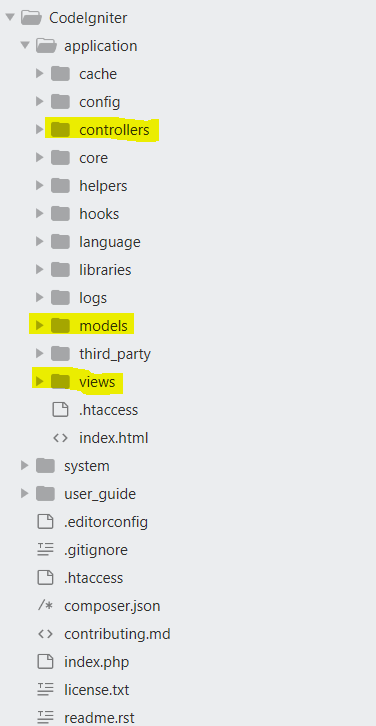 CodeIgniter
application
cache
config
controllers
core
helpers
hooks
language
libraries
logs
models
third_party
views
.htaccess
index.html
system
user_guide
.editorconfig
.gitignore
.htaccess
composer.json
contributing.md
index.php
license.txt
readme.rst